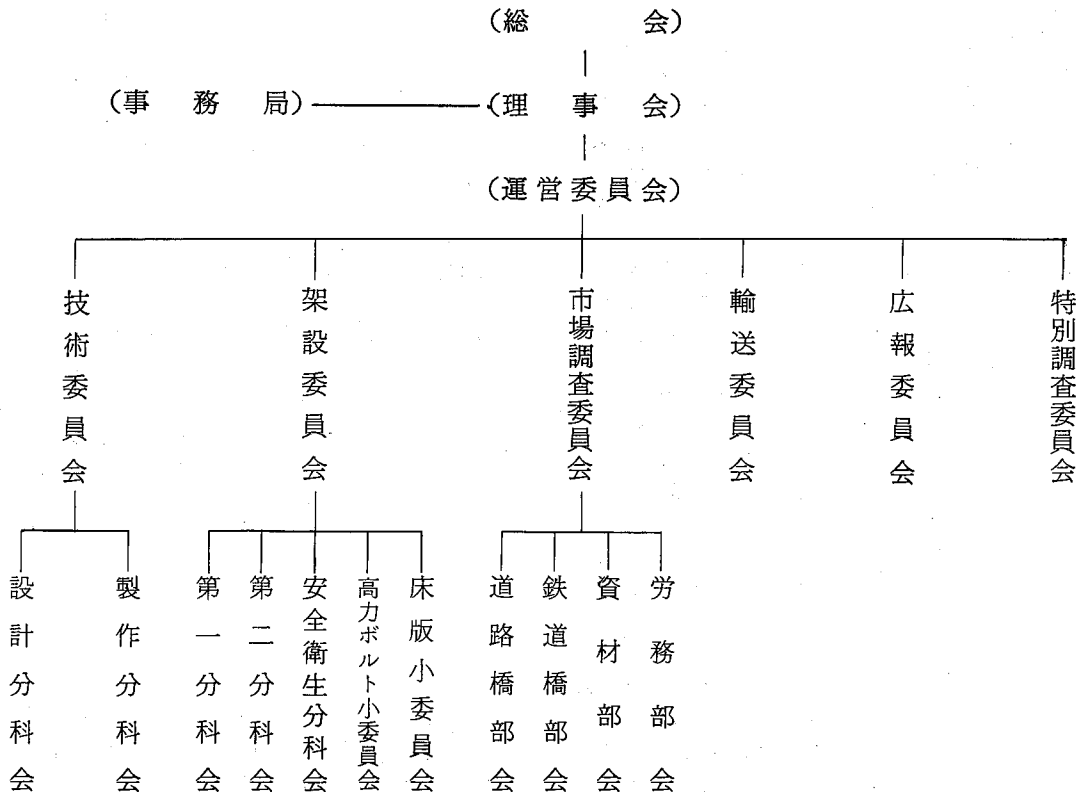 (総会)
(事務局)
(理事会)
(運営委員会)
技術委員会
架設委員会
市場調査委員会
輸送委員会
広報委員会
特別調査委員会
設計分科会
製作分科会
第一分科会
第二分科会
安全衛生分科会
高力ボルト小委員会
床版小委員会
道路橋部会
鉄道橋部会
資材部会
労務部会